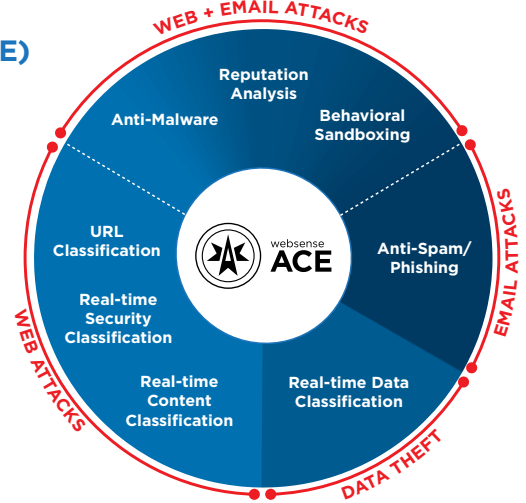 WEB + EMAIL ATTACKS
E)
Reputation
Analysis
Anti-Malware
Behavioral
Sandboxing
URL
Classification
websense
ACE
Anti-Spam/
Phishing
EMAIL ATTACKS
Real-time
Security
Classification
WEB ATTACKS
Real-time
Content
Classification
Real-time Data
Classification
DATA THEFT